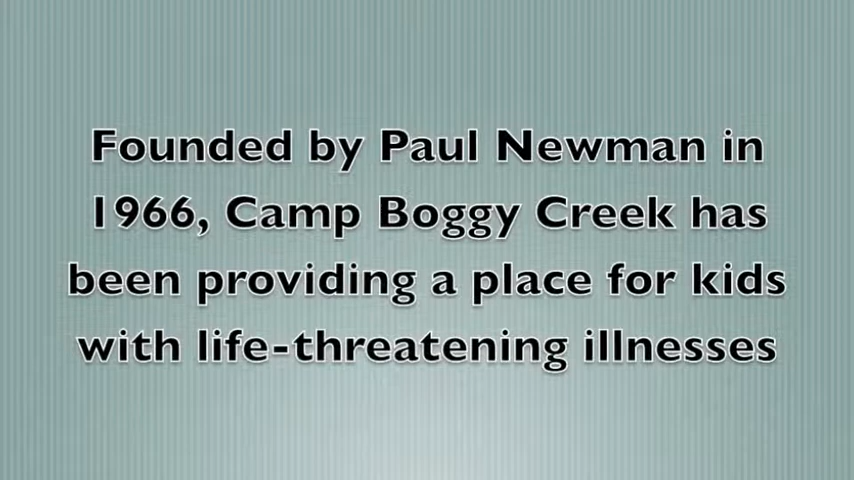 Founded by Paul Newman in
1966, Camp Boggy Creek has
been providing a place for kids
with life-threatening illnesses